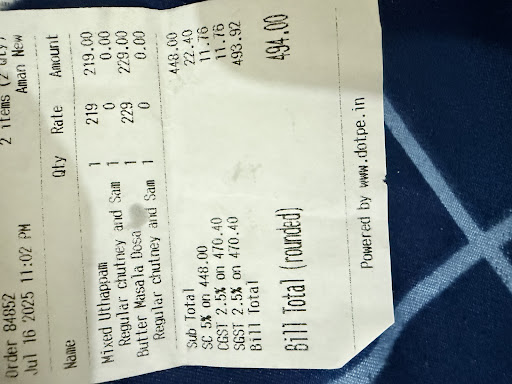 2 items (2 Qty)
Order 84852 Aman New
Jul 16 2025 11:02 PM
Name Qty Rate Amount
Mixed Uthappam 1 219 219.00
Regular chutney and Sam 1 0 0.00
Butter Masala Dosa 1 229 229.00
Regular chutney and Sam 1 0 0.00
Sub Total 448.00
SC 5% on 448.00 22.40
CGST 2.5% on 470.40 11.76
SGST 2.5% on 470.40 11.76
Bill Total 493.92
Bill Total (rounded) 494.00
Powered by www.dotpe.in